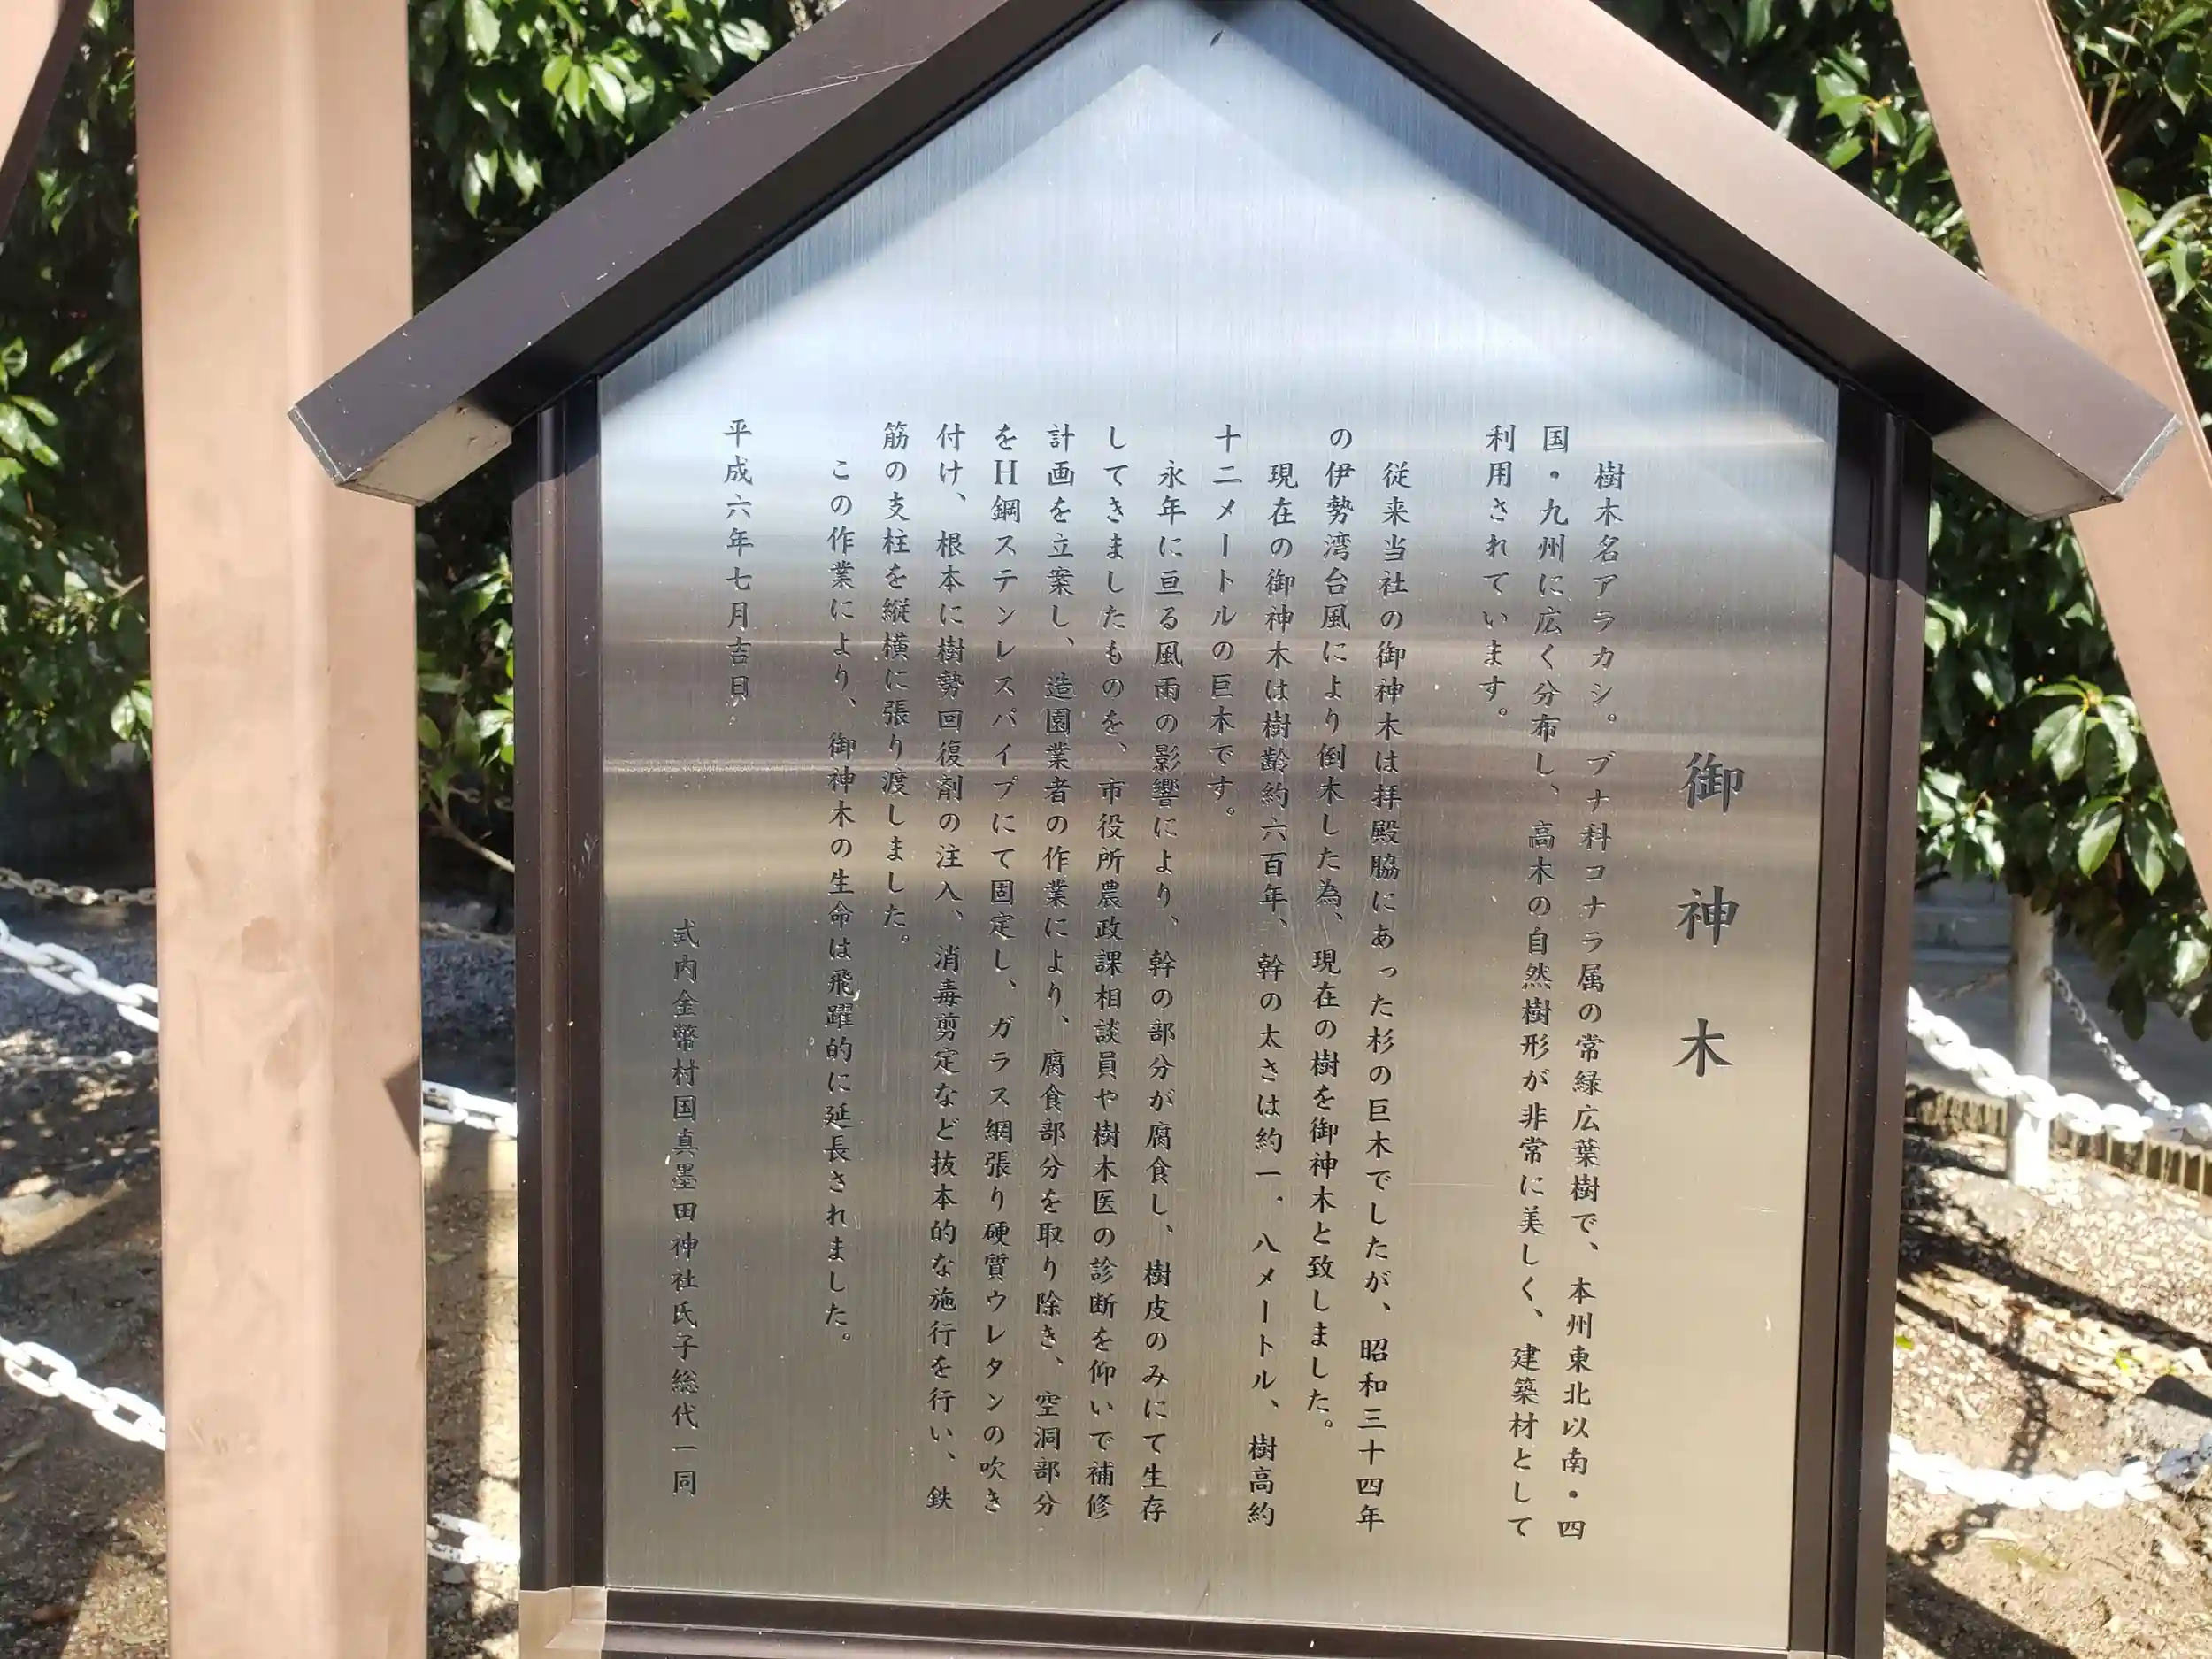 御神木
樹木名アラカシ。ブナ科コナラ属の常緑広葉樹で、本州東北以南・四
国・九州に広く分布し、高木の自然樹形が非常に美しく、建築材として
利用されています。
従来当社の御神木は拝殿脇にあった杉の巨木でしたが、昭和三十四年
の伊勢湾台風により倒木した為、現在の樹を御神木と致しました。
現在の御神木は樹齢約六百年、幹の太さは約一．八メートル、樹高約
十二メートルの巨木です。
永年に亘る風雨の影響により、幹の部分が腐食し、樹皮のみにて生存
してきましたものを、市役所農政課相談員や樹木医の診断を仰いで補修
計画を立案し、造園業者の作業により、腐食部分を取り除き、空洞部分
をH鋼ステンレスパイプにて固定し、ガラス網張り硬質ウレタンの吹き
付け、根本に樹勢回復剤の注入、消毒剪定など抜本的な施行を行い、鉄
筋の支柱を縦横に張り渡しました。
この作業により、御神木の生命は飛躍的に延長されました。
平成六年七月吉日
式内金幣村国真墨田神社氏子総代一同